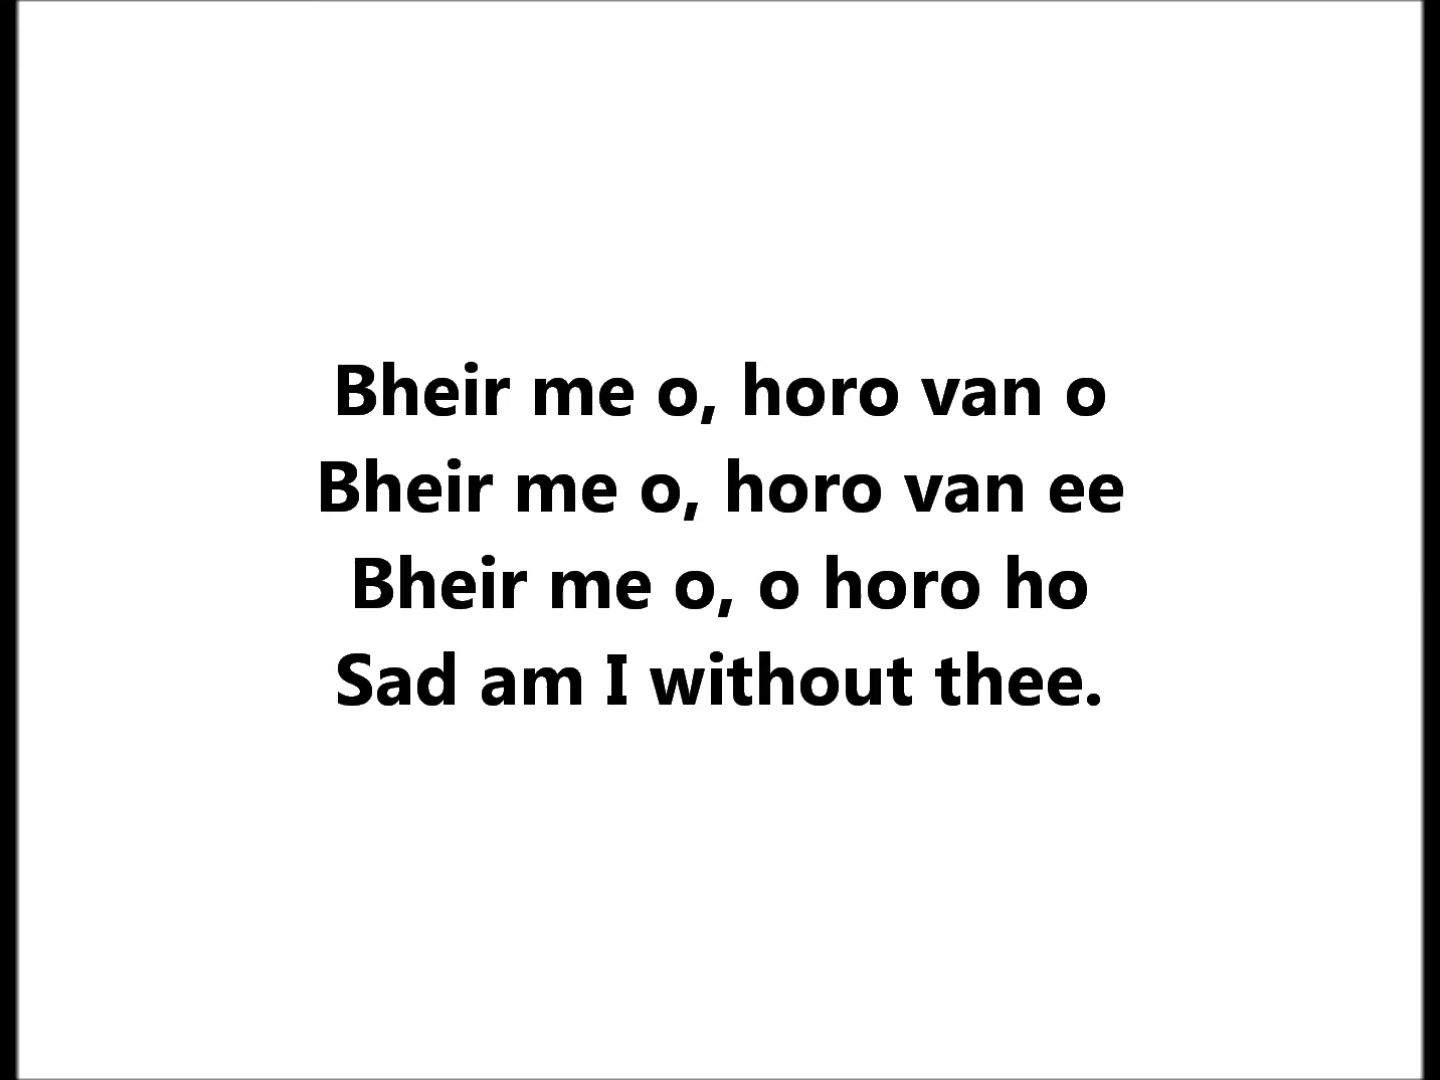 Bheir me o, horo van o
Bheir me o, horo van ee
Bheir me o, o horo ho
Sad am I without thee.